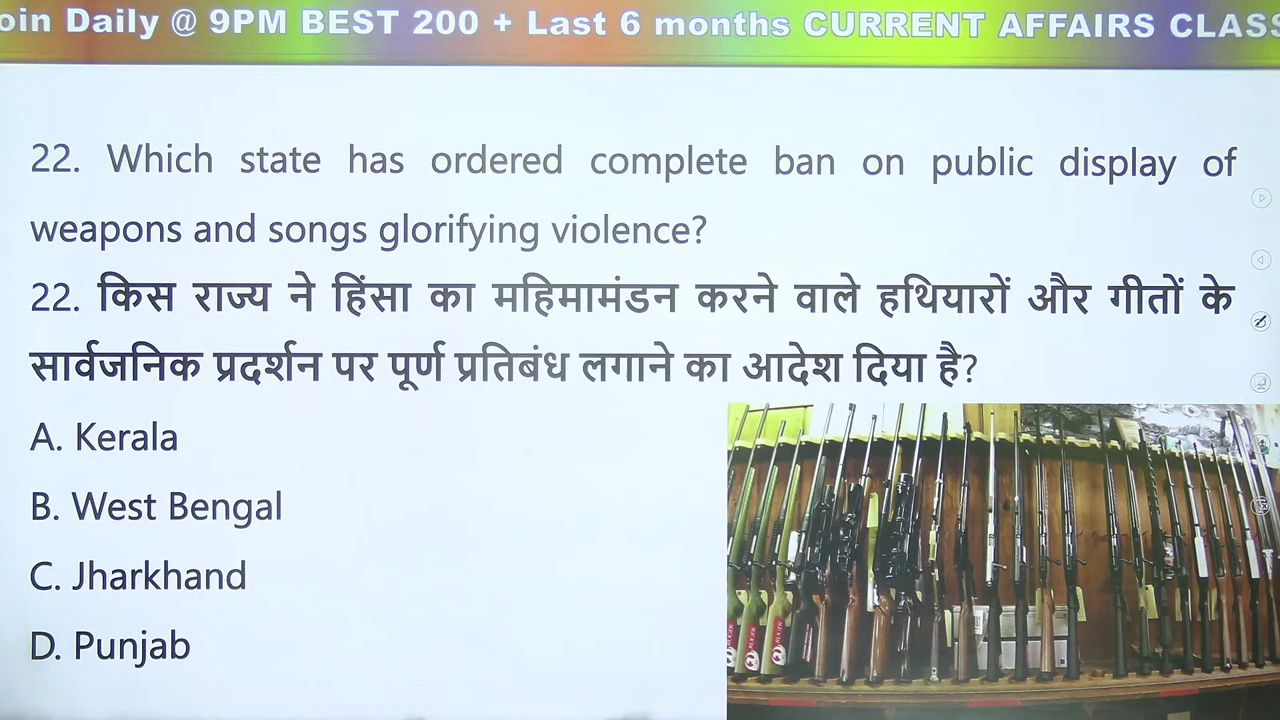 oin Daily @ 9PM BEST 200 + Last 6 months CURRENT AFFAIRS CLASS
22. Which state has ordered complete ban on public display of
weapons and songs glorifying violence?
22. किस राज्य ने हिंसा का महिमामंडन करने वाले हथियारों और गीतों के
सार्वजनिक प्रदर्शन पर पूर्ण प्रतिबंध लगाने का आदेश दिया है?
A. Kerala
B. West Bengal
C. Jharkhand
D. Punjab
RUGER